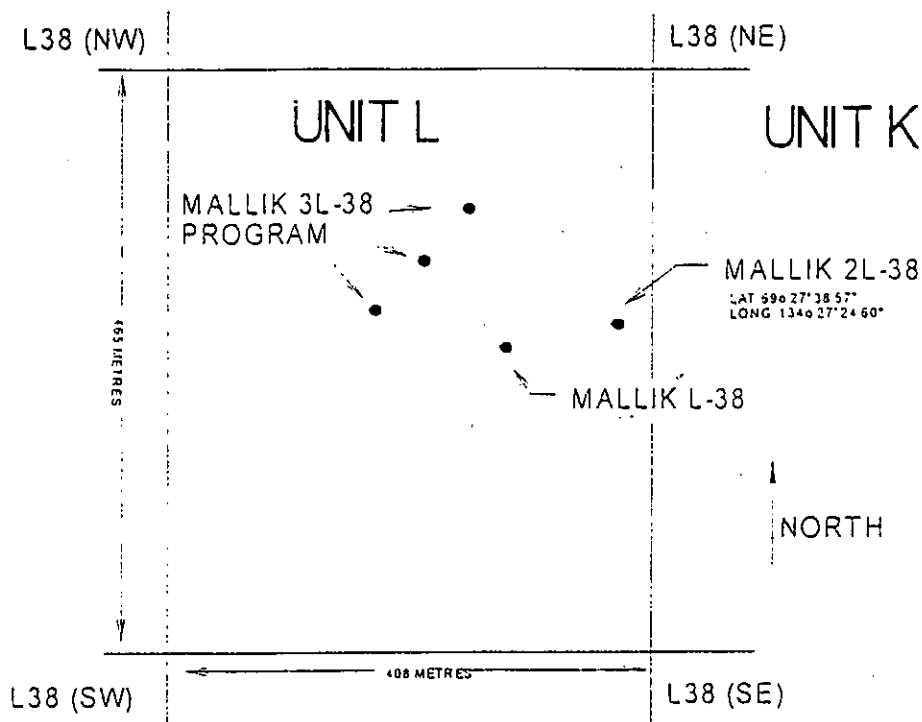 L38 (NW)
L38 (NE)
UNIT L
UNIT K
MALLIK 3L-38
PROGRAM
MALLIK 2L-38
LAT 69o 27" 38 57"
LONG 134o 27" 24 60"
465 METRES
MALLIK L-38
NORTH
408 METRES
L38 (SW)
L38 (SE)